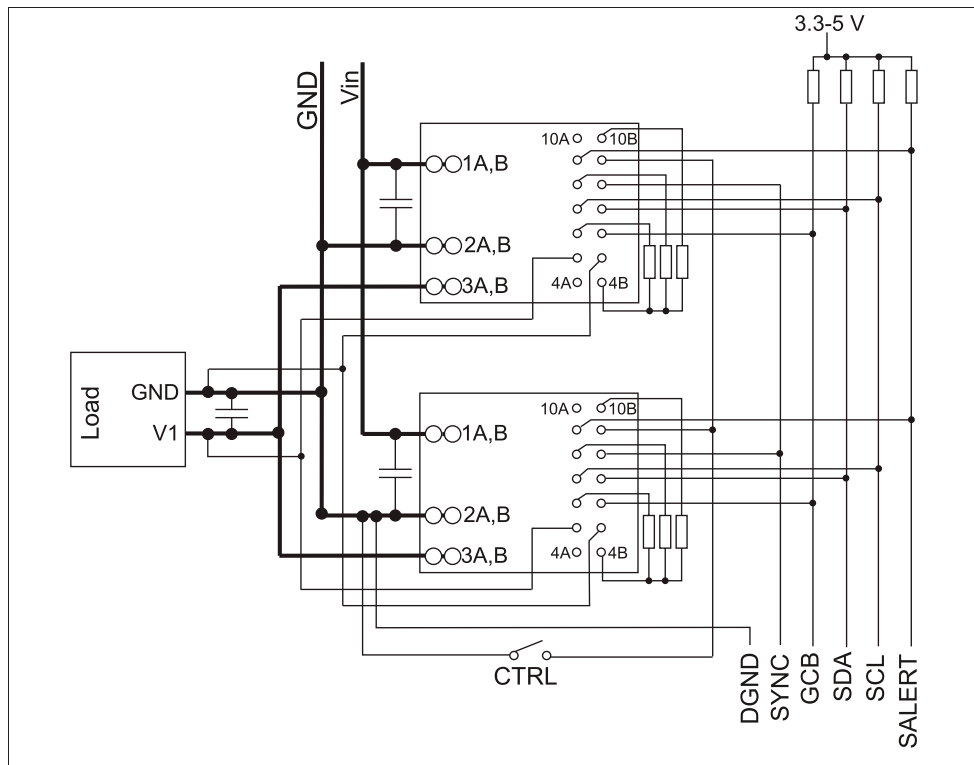 3.3-5 V
GND
Vin
10A
10B
1A,B
2A,B
3A,B
4A
4B
Load
GND
V1
10A
10B
1A,B
2A,B
3A,B
4A
4B
CTRL
DGND
SYNC
GCB
SDA
SCL
SALERT